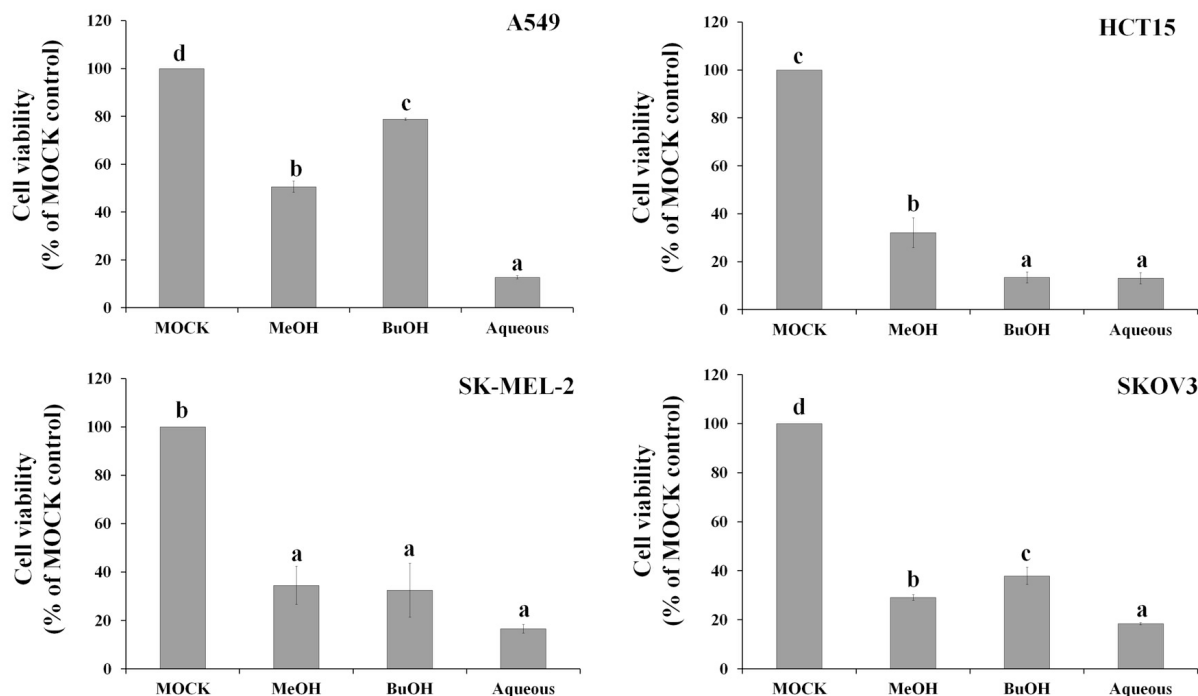 A549
Cell viability
(% of MOCK control)
120
100
80
60
40
20
0
d
b
c
a
MOCK MeOH BuOH Aqueous
HCT15
Cell viability
(% of MOCK control)
120
100
80
60
40
20
0
c
b
a
a
MOCK MeOH BuOH Aqueous
SK-MEL-2
Cell viability
(% of MOCK control)
120
100
80
60
40
20
0
b
a
a
a
MOCK MeOH BuOH Aqueous
SKOV3
Cell viability
(% of MOCK control)
120
100
80
60
40
20
0
d
b
c
a
MOCK MeOH BuOH Aqueous